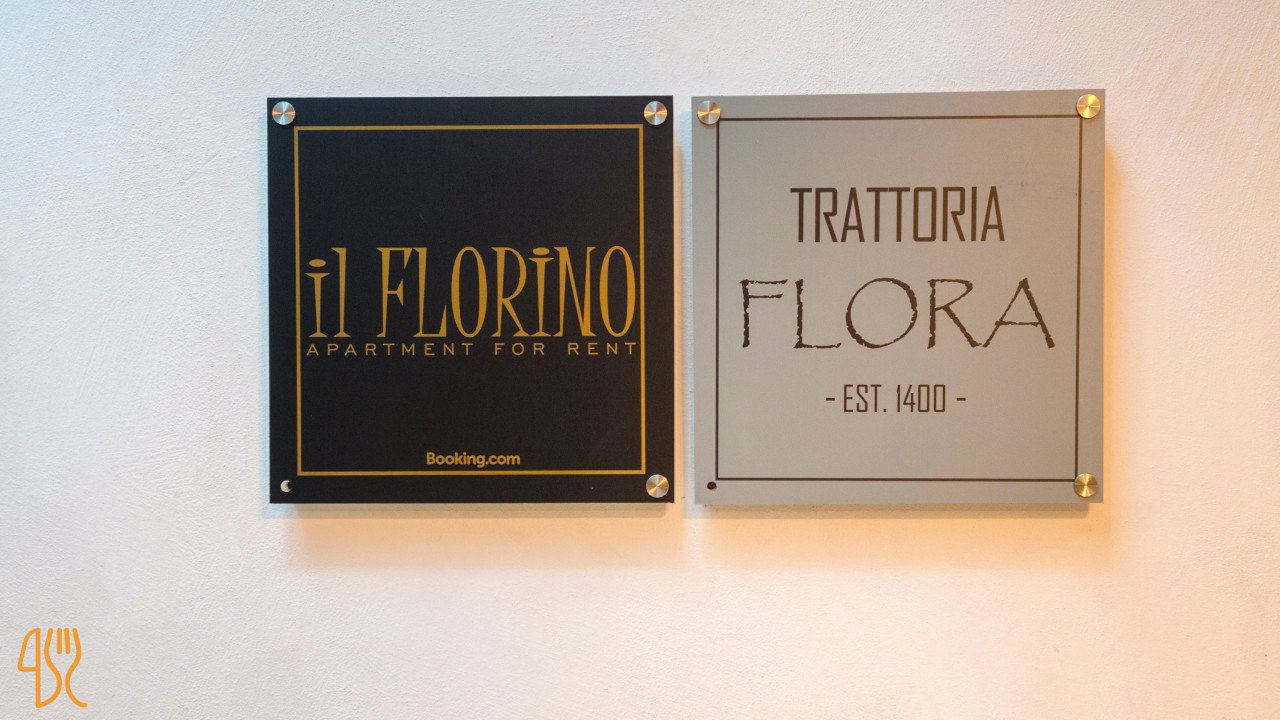 il FLORiNO
APARTMENT FOR RENT
Booking.com
TRATTORIA
FLORA
- EST. 1400 -